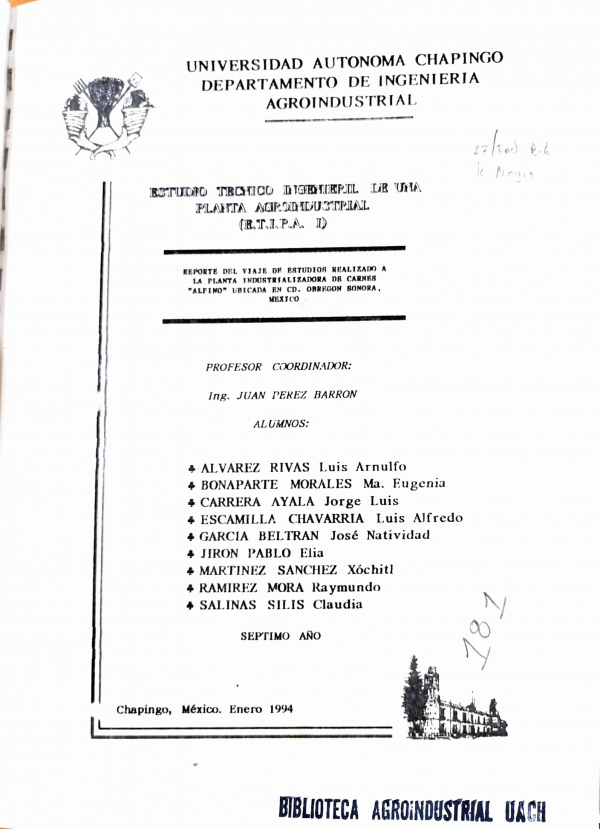 UNIVERSIDAD AUTONOMA CHAPINGO
DEPARTAMENTO DE INGENIERIA
AGROINDUSTRIAL
27/Ind. Bib
ESTUDIO TECNICO INGENIERIL DE UNA
PLANTA AGROINDUSTRIAL
(E.T.I.P.A. I)
REPORTE DEL VIAJE DE ESTUDIOS REALIZADO A
LA PLANTA INDUSTRIALIZADORA DE CARNES
"ALFINO" UBICADA EN CD. OBREGON SONORA,
MEXICO
PROFESOR COORDINADOR:
Ing. JUAN PEREZ BARRON
ALUMNOS:
♣ ALVAREZ RIVAS Luis Arnulfo
♣ BONAPARTE MORALES Ma. Eugenia
♣ CARRERA AYALA Jorge Luis
♣ ESCAMILLA CHAVARRIA Luis Alfredo
♣ GARCIA BELTRAN José Natividad
♣ JIRON PABLO Elia
♣ MARTINEZ SANCHEZ Xóchitl
♣ RAMIREZ MORA Raymundo
♣ SALINAS SILIS Claudia
181
SEPTIMO AÑO
Chapingo, México. Enero 1994
BIBLIOTECA AGROINDUSTRIAL UACH